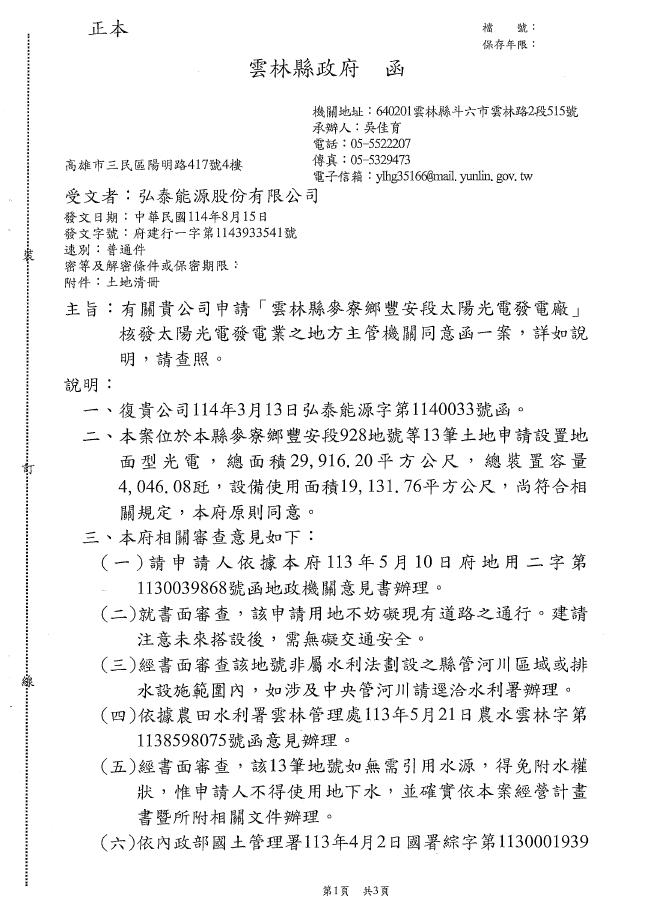 正本
檔　　號：
保存年限：
雲林縣政府　函
機關地址：640201雲林縣斗六市雲林路2段515號
承辦人：吳佳育
電話：05-5522207
傳真：05-5329473
電子信箱：ylhg35166@mail.yunlin.gov.tw
高雄市三民區陽明路417號4樓
受文者：弘泰能源股份有限公司
發文日期：中華民國114年8月15日
發文字號：府建行一字第1143933541號
速別：普通件
密等及解密條件或保密期限：
附件：土地清冊
主旨：有關貴公司申請「雲林縣麥寮鄉豐安段太陽光電發電廠」
核發太陽光電發電業之地方主管機關同意函一案，詳如說
明，請查照。
說明：
一、復貴公司114年3月13日弘泰能源字第1140033號函。
二、本案位於本縣麥寮鄉豐安段928地號等13筆土地申請設置地
面型光電，總面積29,916.20平方公尺，總裝置容量
4,046.08瓩，設備使用面積19,131.76平方公尺，尚符合相
關規定，本府原則同意。
三、本府相關審查意見如下：
(一)請申請人依據本府113年5月10日府地用二字第
1130039868號函地政機關意見書辦理。
(二)就書面審查，該申請用地不妨礙現有道路之通行。建請
注意未來搭設後，需無礙交通安全。
(三)經書面審查該地號非屬水利法劃設之縣管河川區域或排
水設施範圍內，如涉及中央管河川請逕洽水利署辦理。
(四)依據農田水利署雲林管理處113年5月21日農水雲林字第
1138598075號函意見辦理。
(五)經書面審查，該13筆地號如無需引用水源，得免附水權
狀，惟申請人不得使用地下水，並確實依本案經營計畫
書暨所附相關文件辦理。
(六)依內政部國土管理署113年4月2日國署綜字第1130001939
裝
訂
線
第1頁　共3頁